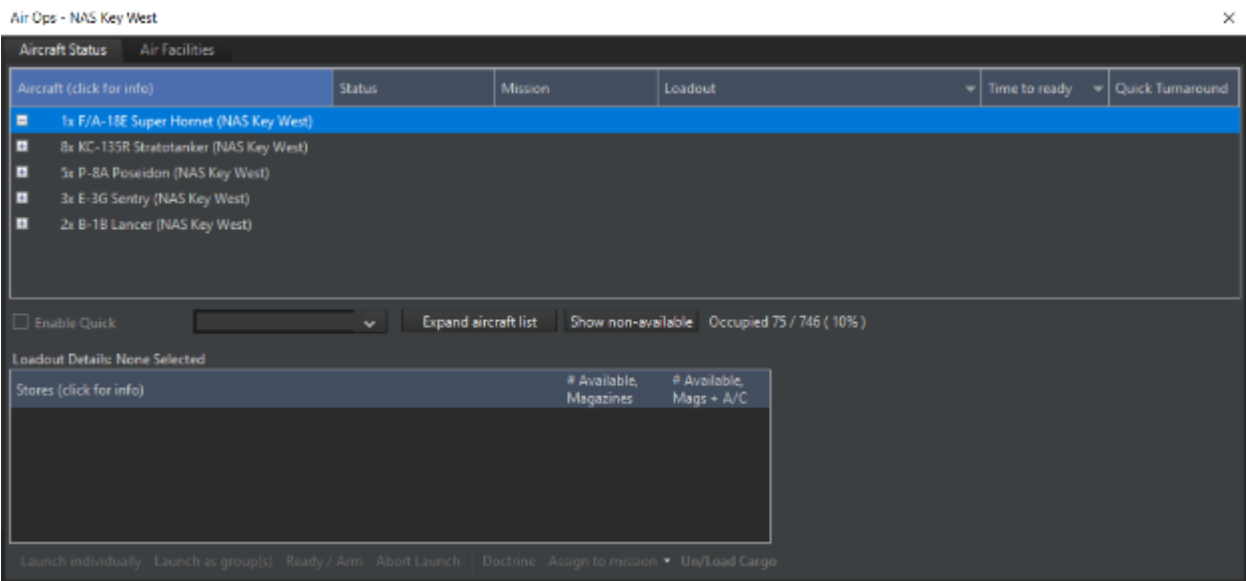 Air Ops - NAS Key West
Aircraft Status Air Facilities
Aircraft (click for info) Status Mission Loadout Time to ready Quick Turnaround
1x F/A-18E Super Hornet (NAS Key West)
8x KC-135R Stratotanker (NAS Key West)
5x P-8A Poseidon (NAS Key West)
3x E-3G Sentry (NAS Key West)
2x B-1B Lancer (NAS Key West)
Enable Quick Expand aircraft list Show non-available Occupied 75 / 746 ( 10% )
Loadout Details: None Selected
Stores (click for info) # Available, Magazines # Available, Mags + A/C
Launch individually Launch as group(s) Ready / Arm Abort Launch Doctrine Assign to mission Un/Load Cargo